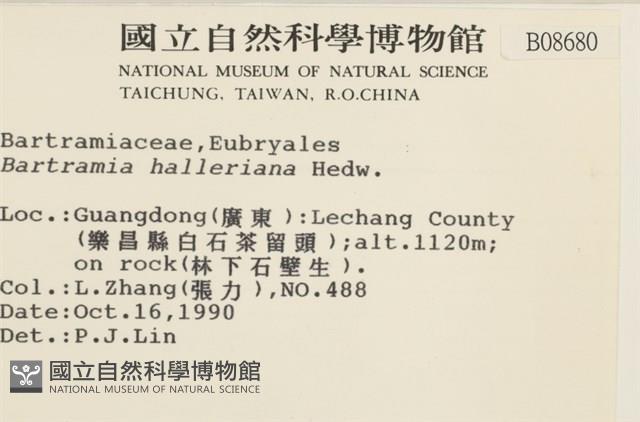 國立自然科學博物館
B08680
NATIONAL MUSEUM OF NATURAL SCIENCE
TAICHUNG, TAIWAN, R.O.CHINA
Bartramiaceae,Eubryales
Bartramia halleriana Hedw.
Loc.:Guangdong(廣東):Lechang County
(樂昌縣白石茶留頭);alt.1120m;
on rock(林下石壁生).
Col.:L.Zhang(張力),NO.488
Date:Oct.16,1990
Det.:P.J.Lin
國立自然科學博物館
NATIONAL MUSEUM OF NATURAL SCIENCE